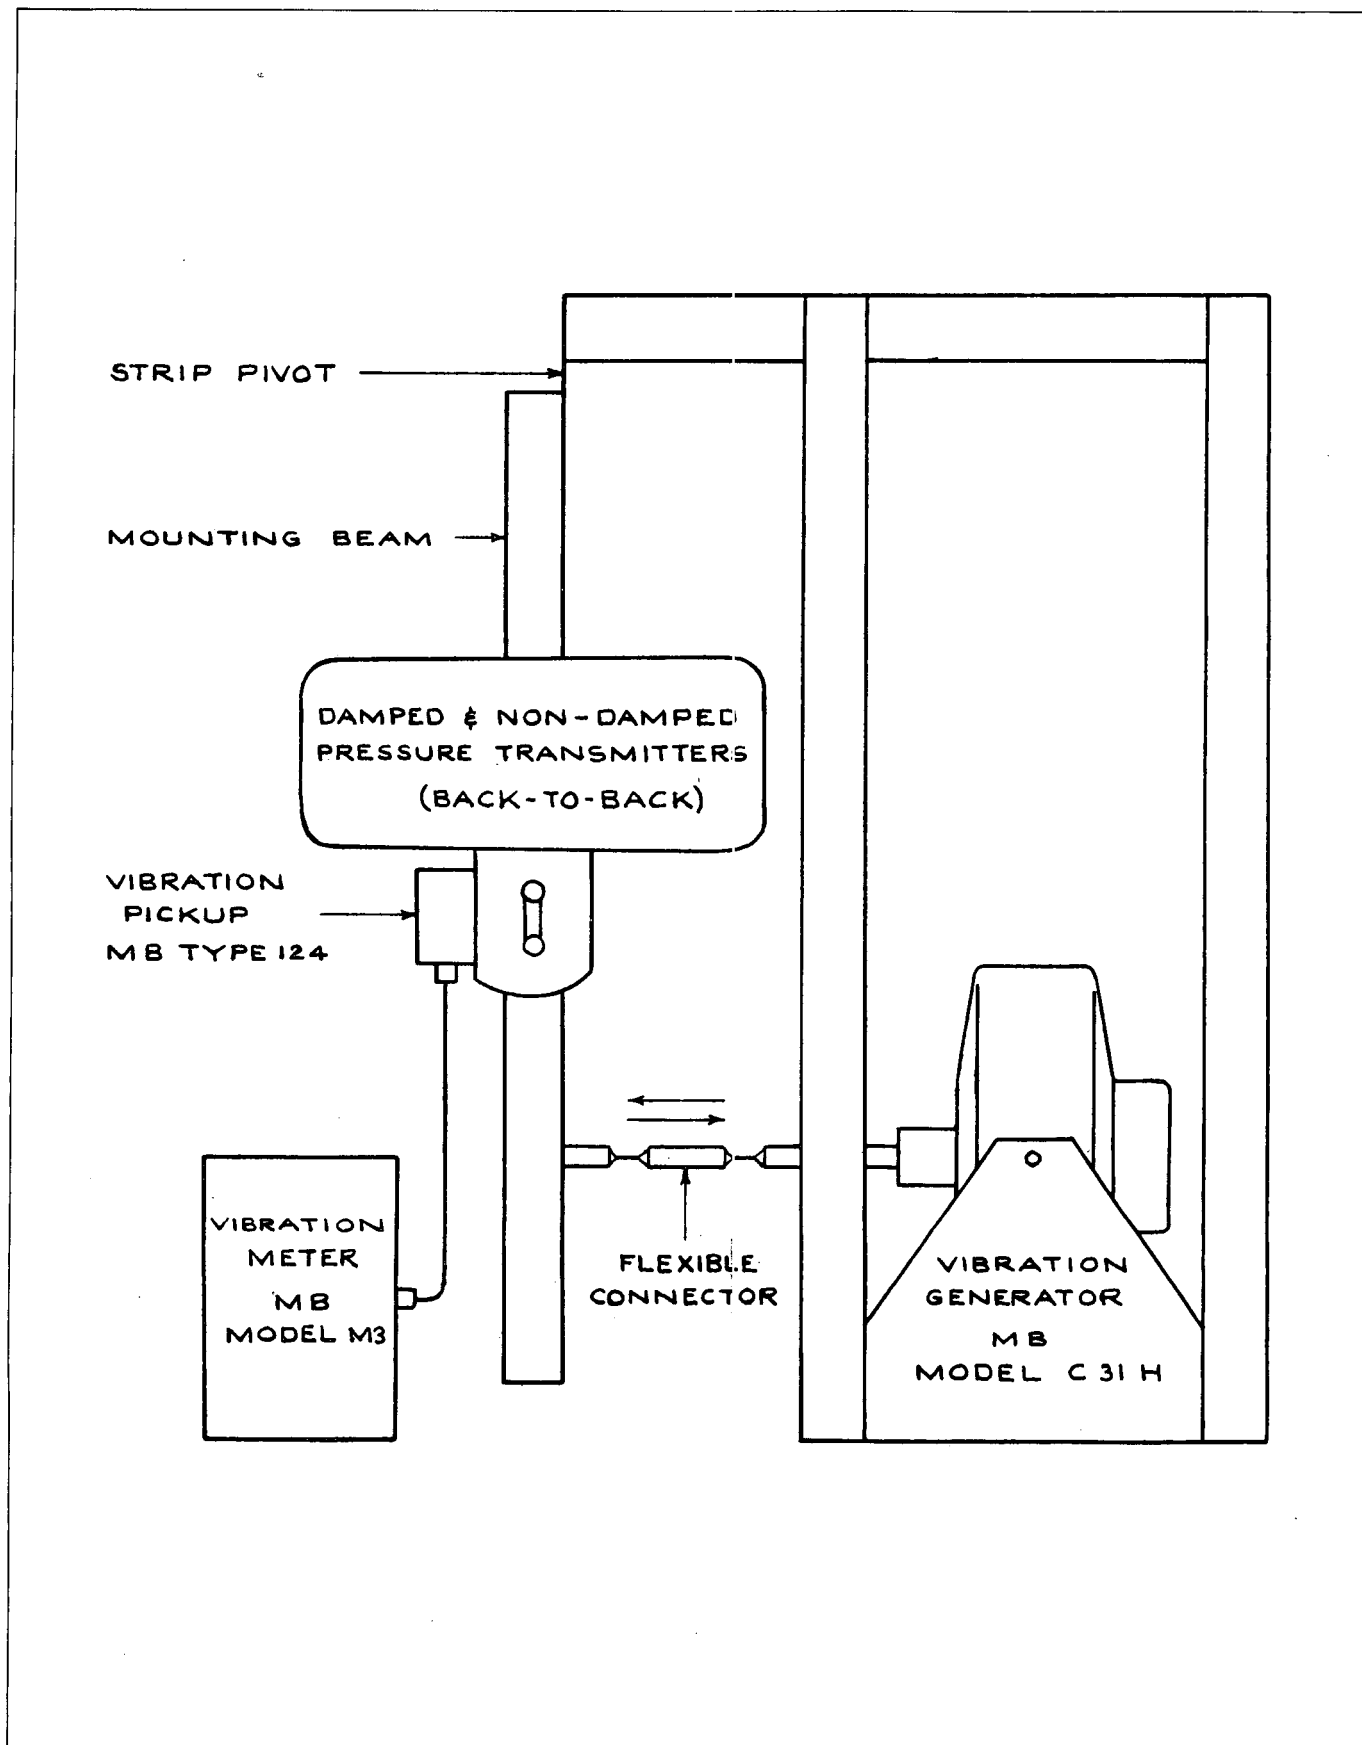 STRIP PIVOT
MOUNTING BEAM
DAMPED & NON-DAMPED
PRESSURE TRANSMITTERS
(BACK-TO-BACK)
VIBRATION
PICKUP
MB TYPE 124
VIBRATION
METER
MB
MODEL M3
FLEXIBLE
CONNECTOR
VIBRATION
GENERATOR
MB
MODEL C 31 H